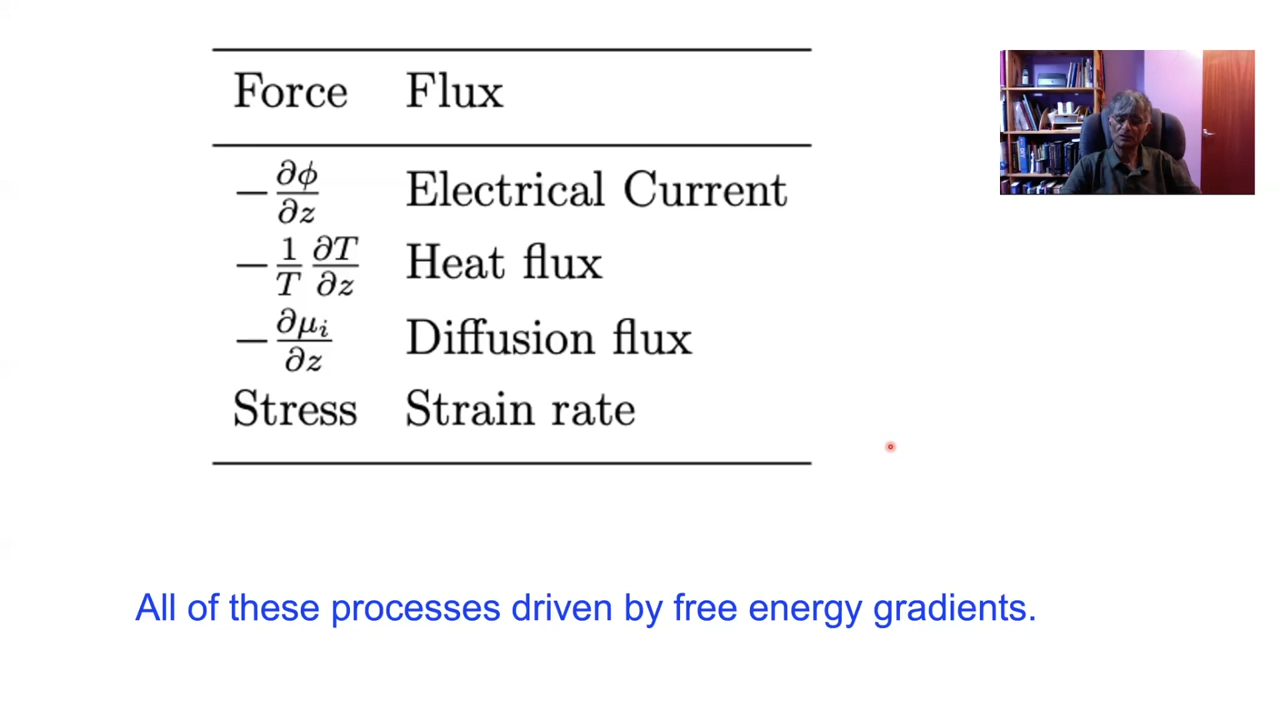 Force Flux
−∂ϕ/∂z Electrical Current
−1/T ∂T/∂z Heat flux
−∂μᵢ/∂z Diffusion flux
Stress Strain rate
All of these processes driven by free energy gradients.